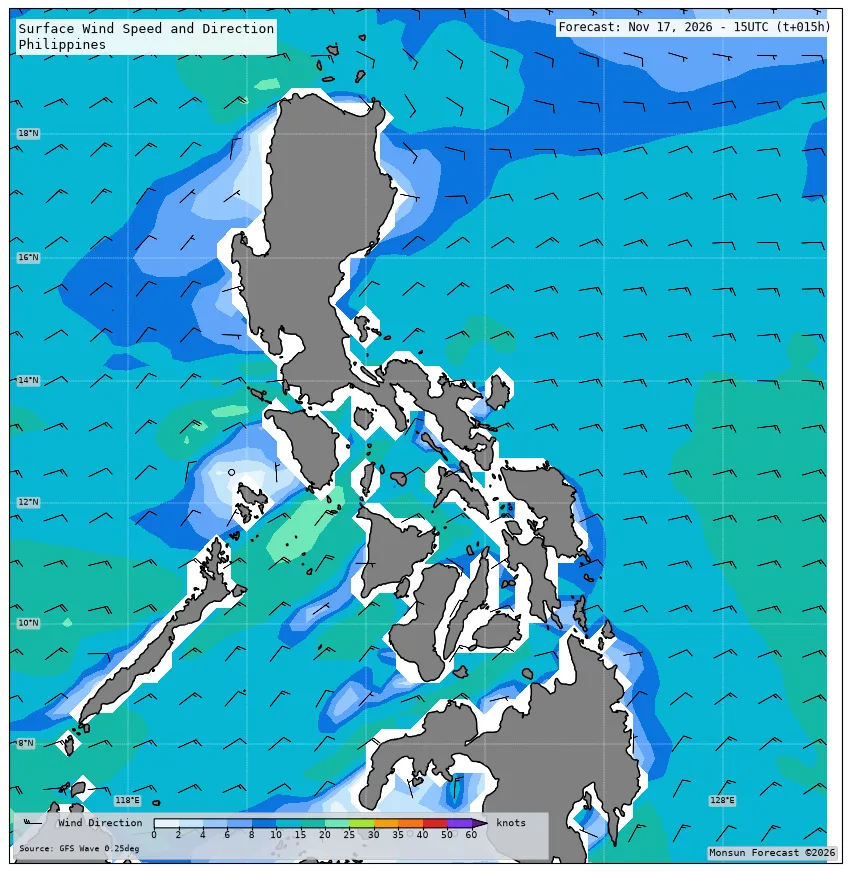 Surface Wind Speed and Direction
Philippines
Forecast: Nov 17, 2026 - 15UTC (t+015h)
18°N
16°N
14°N
12°N
10°N
8°N
118°E
128°E
Wind Direction
knots
0 2 4 6 8 10 15 20 25 30 35 40 50 60
Source: GFS Wave 0.25deg
Monsun Forecast ©2026